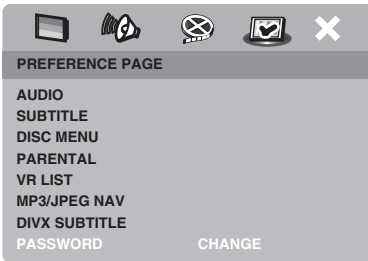 PREFERENCE PAGE
AUDIO
SUBTITLE
DISC MENU
PARENTAL
VR LIST
MP3/JPEG NAV
DIVX SUBTITLE
PASSWORD CHANGE